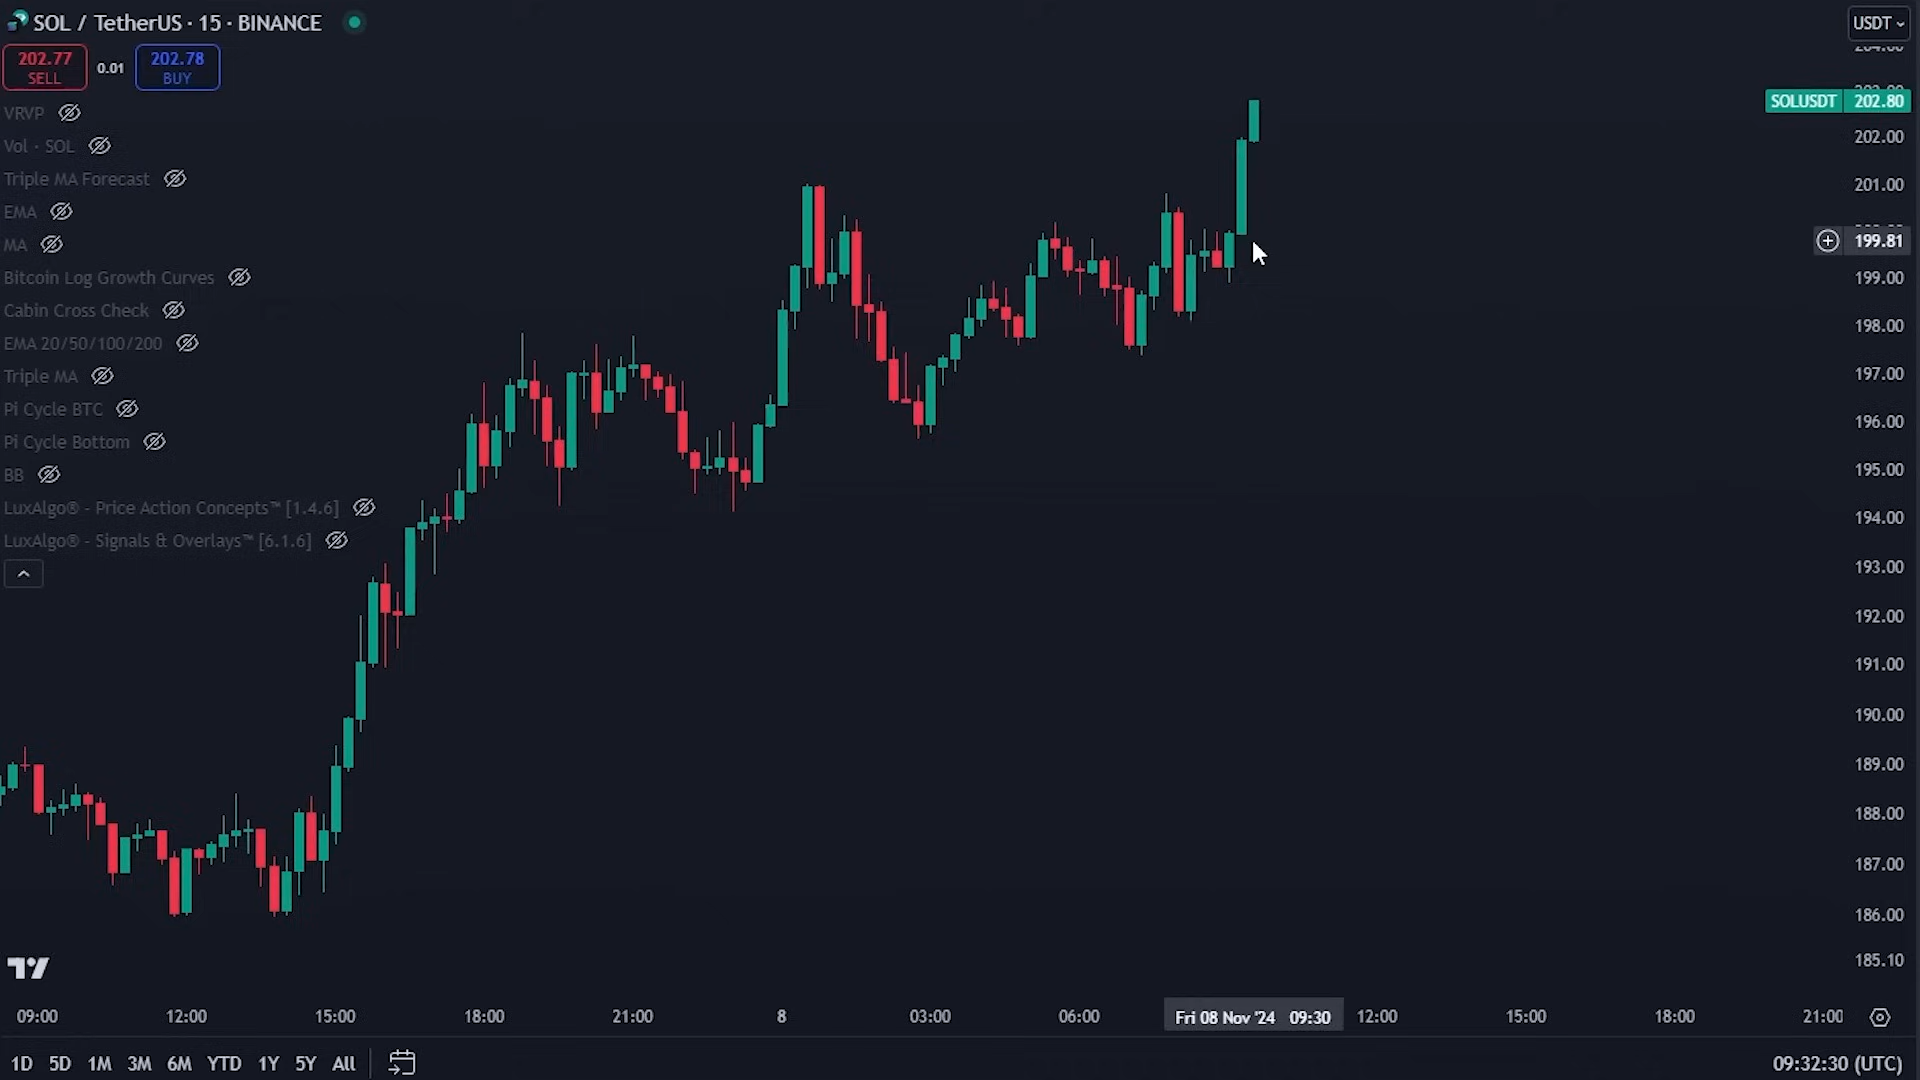 SOL / TetherUS · 15 · BINANCE
USDT
202.77
SELL
0.01
202.78
BUY
VRVP
Vol · SOL
Triple MA Forecast
EMA
MA
Bitcoin Log Growth Curves
Cabin Cross Check
EMA 20/50/100/200
Triple MA
Pi Cycle BTC
Pi Cycle Bottom
BB
LuxAlgo® - Price Action Concepts™ [1.4.6]
LuxAlgo® - Signals & Overlays™ [6.1.6]
SOLUSDT 202.80
202.00
201.00
199.81
199.00
198.00
197.00
196.00
195.00
194.00
193.00
192.00
191.00
190.00
189.00
188.00
187.00
186.00
185.10
09:00 12:00 15:00 18:00 21:00 8 03:00 06:00 Fri 08 Nov '24 09:30 12:00 15:00 18:00 21:00
1D 5D 1M 3M 6M YTD 1Y 5Y All 09:32:30 (UTC)